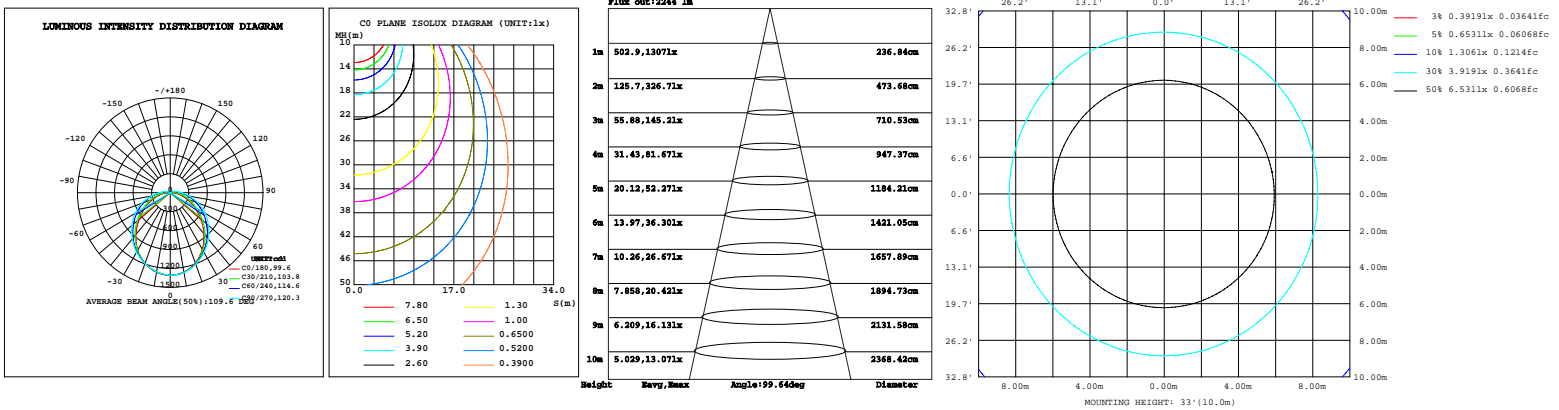 LUMINOUS INTENSITY DISTRIBUTION DIAGRAM
-/+180
-150
150
-120
120
-90
90
-60
60
-30
30
0
0
300
600
900
1200
1500
UNIT:cd
C0/180,99.6
C30/210,103.8
C60/240,114.6
C90/270,120.3
AVERAGE BEAM ANGLE(50%):109.6 DEG
C0 PLANE ISOLUX DIAGRAM (UNIT:lx)
MH(m)
10
14
18
22
26
30
34
38
42
46
50
0.0
17.0
34.0
S(m)
7.80
1.30
6.50
1.00
5.20
0.6500
3.90
0.5200
2.60
0.3900
Flux out:2244 lm
1m 502.9,1307lx 236.84cm
2m 125.7,326.7lx 473.68cm
3m 55.88,145.2lx 710.53cm
4m 31.43,81.67lx 947.37cm
5m 20.12,52.27lx 1184.21cm
6m 13.97,36.30lx 1421.05cm
7m 10.26,26.67lx 1657.89cm
8m 7.858,20.42lx 1894.73cm
9m 6.209,16.13lx 2131.58cm
10m 5.029,13.07lx 2368.42cm
Height Eavg,Emax Angle:99.64deg Diameter
26.2' 13.1' 0.0' 13.1' 26.2'
32.8' 10.00m
26.2' 8.00m
19.7' 6.00m
13.1' 4.00m
6.6' 2.00m
0.0' 0.00m
6.6' 2.00m
13.1' 4.00m
19.7' 6.00m
26.2' 8.00m
32.8' 10.00m
8.00m 4.00m 0.00m 4.00m 8.00m
MOUNTING HEIGHT: 33'(10.0m)
3% 0.3919lx 0.03641fc
5% 0.6531lx 0.06068fc
10% 1.306lx 0.1214fc
30% 3.919lx 0.3641fc
50% 6.531lx 0.6068fc